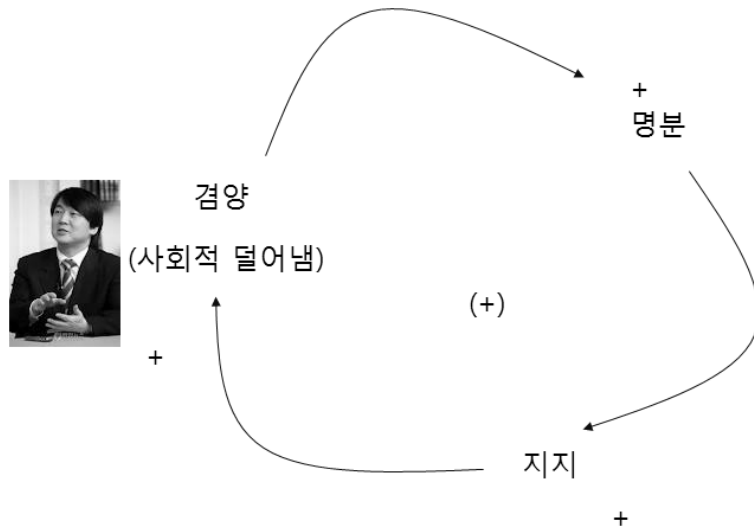 +
명분
겸양
(사회적 덜어냄)
(+)
+
지지
+